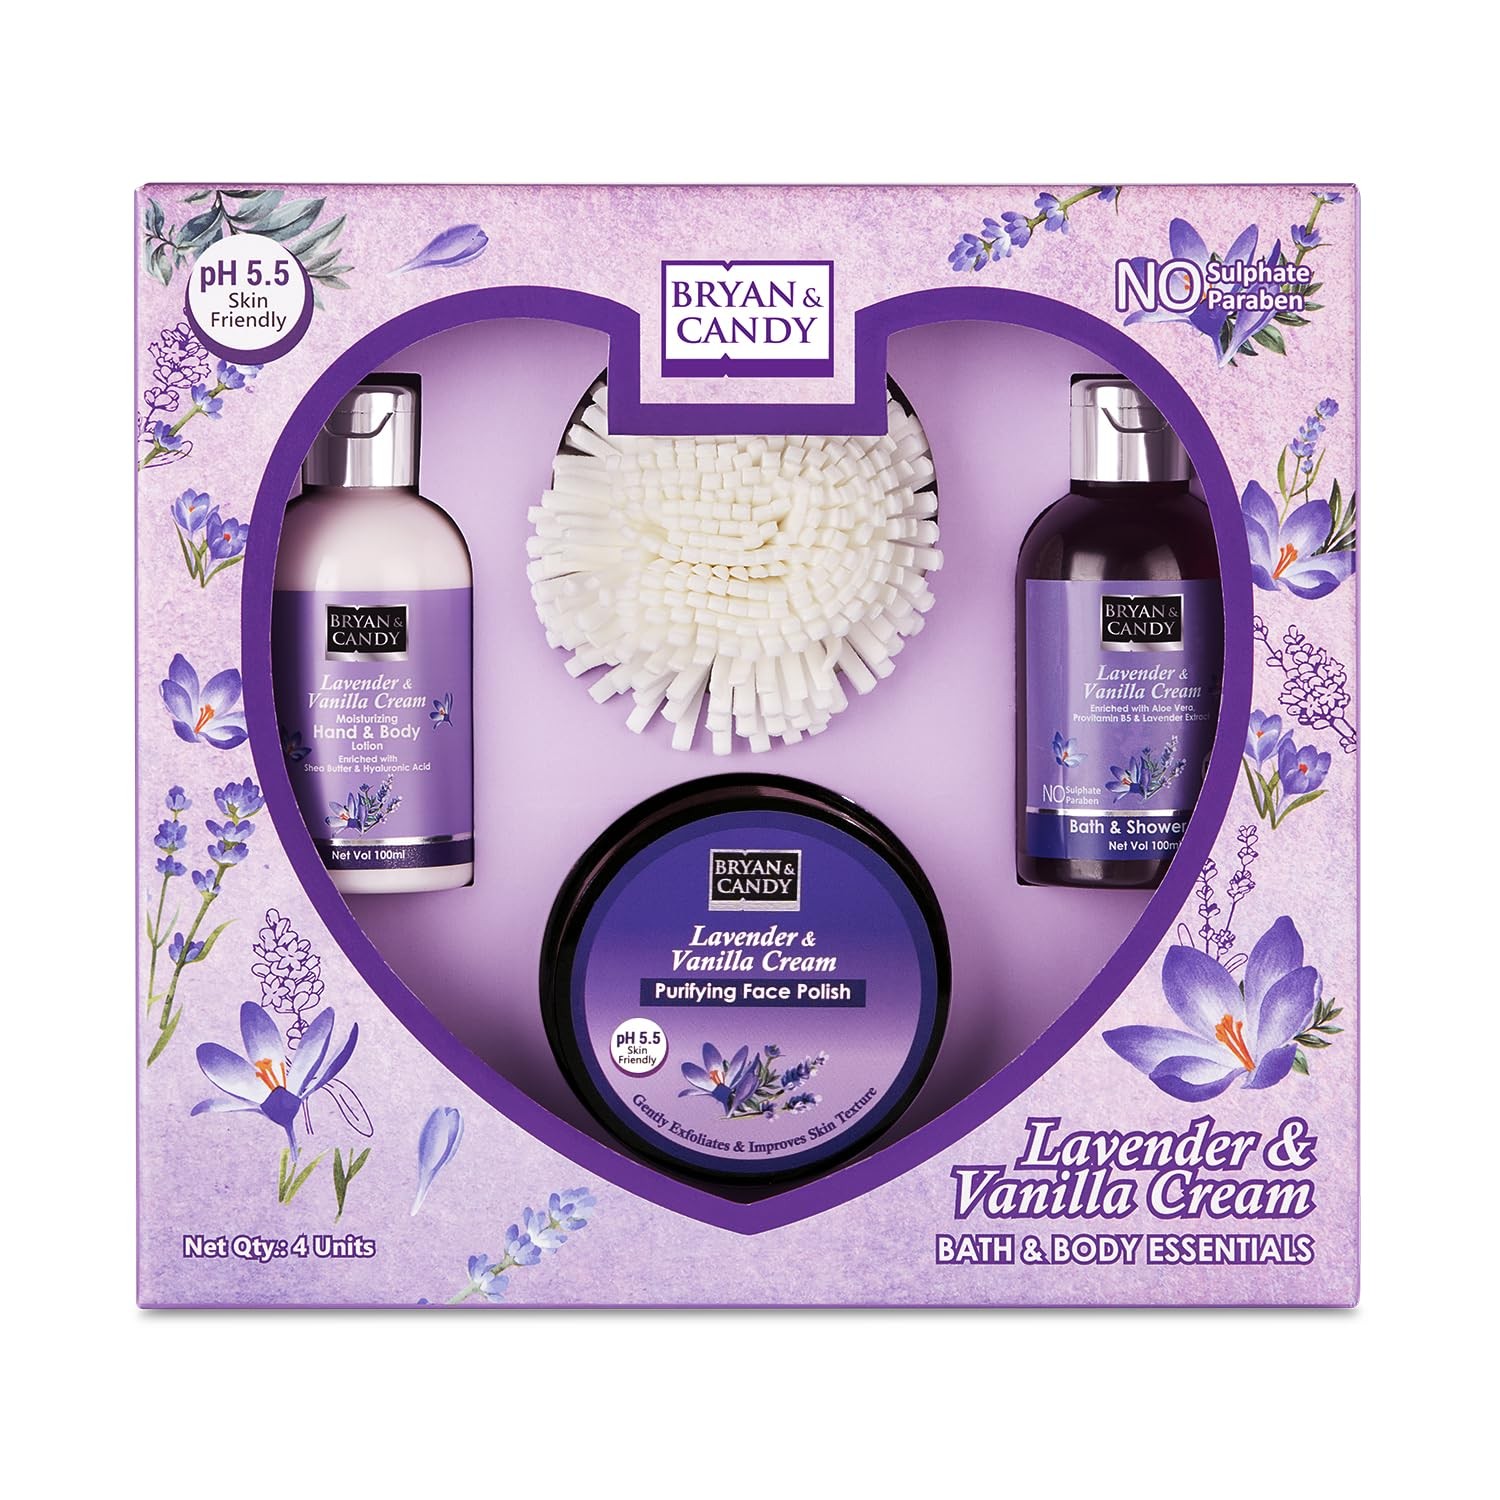 pH 5.5
Skin
Friendly
BRYAN &
CANDY
NO Sulphate
Paraben
BRYAN &
CANDY
Lavender &
Vanilla Cream
Moisturizing
Hand & Body
Lotion
Enriched with
Shea Butter & Hyaluronic Acid
Net Vol 100ml
BRYAN &
CANDY
Lavender &
Vanilla Cream
Enriched with Aloe Vera,
Provitamin B5 & Lavender Extract
NO Sulphate
Paraben
Bath & Shower
Net Vol 100ml
BRYAN &
CANDY
Lavender &
Vanilla Cream
Purifying Face Polish
pH 5.5
Skin
Friendly
Gently Exfoliates & Improves Skin Texture
Net Qty.: 4 Units
Lavender &
Vanilla Cream
BATH & BODY ESSENTIALS